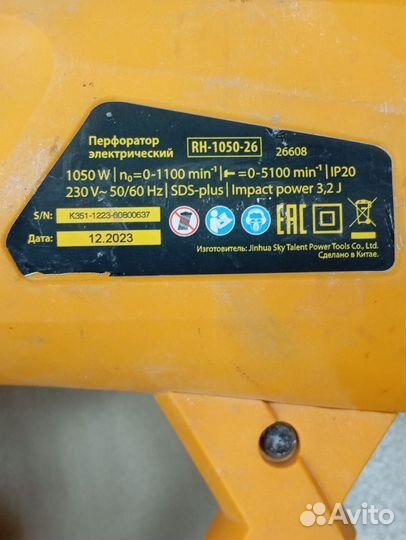 Перфоратор
электрический
RH-1050-26
26608
1050 W | n₀=0-1100 min⁻¹ | =0-5100 min⁻¹ | IP20
230 V~ 50/60 Hz | SDS-plus | Impact power 3,2 J
S/N: K351-1223-60800637
Дата: 12.2023
EAC
Изготовитель: Jinhua Sky Talent Power Tools Co., Ltd.
Сделано в Китае.
Avito